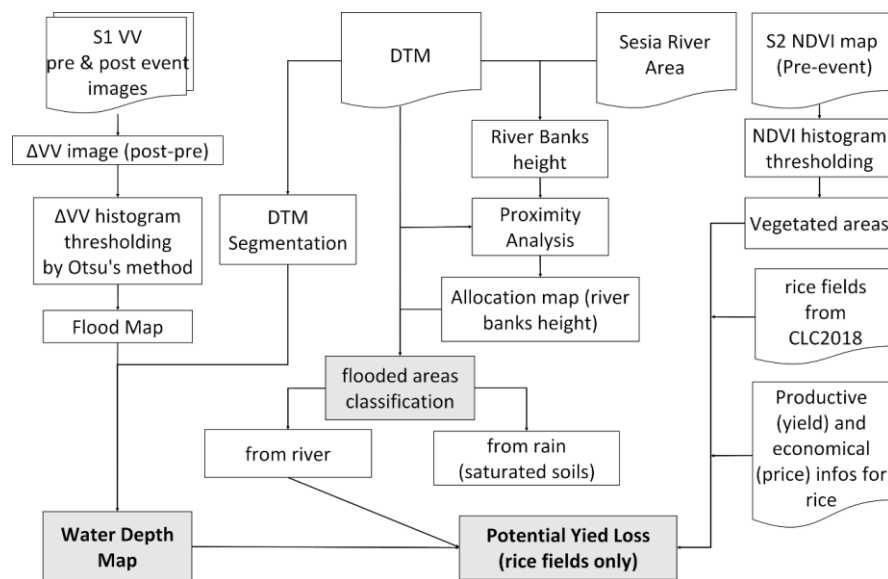 S1 VV
pre & post event
images
DTM
Sesia River
Area
S2 NDVI map
(Pre-event)
ΔVV image (post-pre)
River Banks
height
NDVI histogram
thresholding
ΔVV histogram
thresholding
by Otsu's method
DTM
Segmentation
Proximity
Analysis
Vegetated areas
Flood Map
Allocation map (river
banks height)
rice fields
from
CLC2018
flooded areas
classification
Productive
(yield) and
economical
(price) infos for
rice
from river
from rain
(saturated soils)
Water Depth
Map
Potential Yied Loss
(rice fields only)